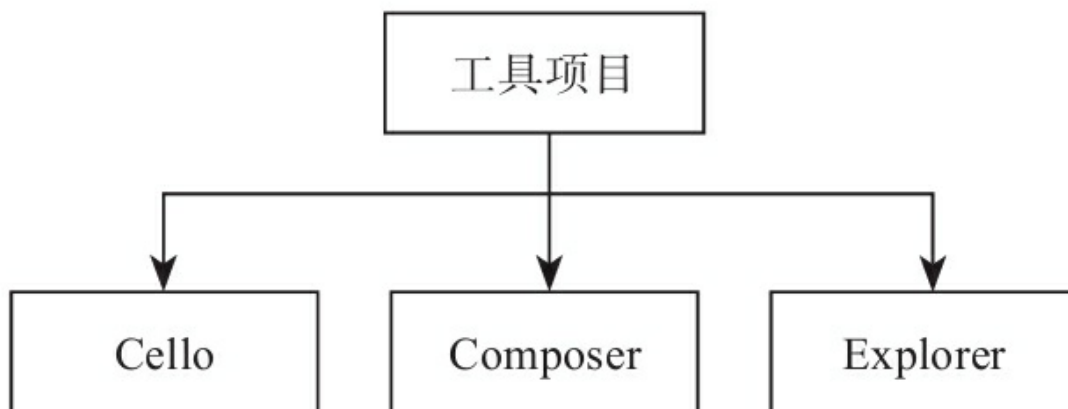 工具项目
Cello
Composer
Explorer